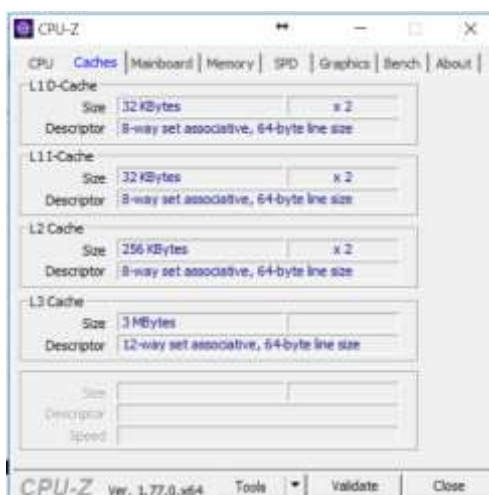 CPU-Z
CPU Caches Mainboard Memory SPD Graphics Bench About
L1 D-Cache
Size 32 KBytes x 2
Descriptor 8-way set associative, 64-byte line size
L1 I-Cache
Size 32 KBytes x 2
Descriptor 8-way set associative, 64-byte line size
L2 Cache
Size 256 KBytes x 2
Descriptor 8-way set associative, 64-byte line size
L3 Cache
Size 3 MBytes
Descriptor 12-way set associative, 64-byte line size
Size
Descriptor
Speed
CPU-Z Ver. 1.77.0.x64 Tools Validate Close